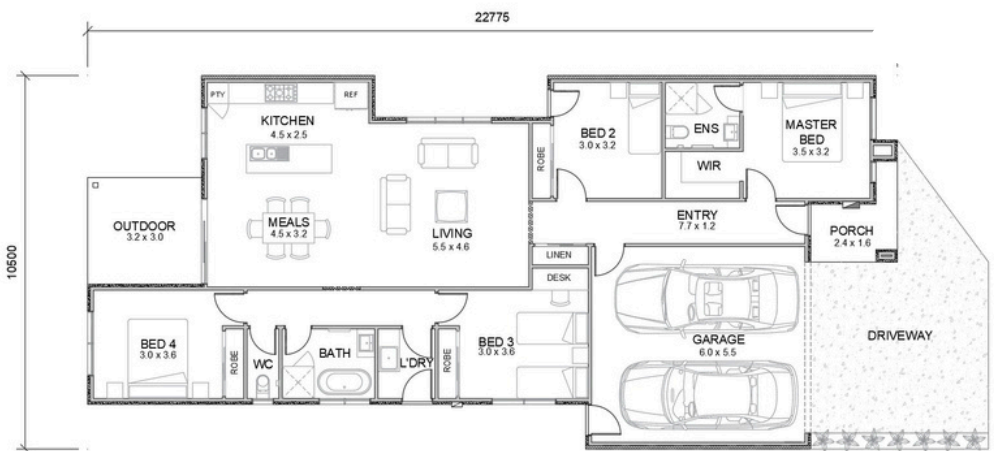 22775
10500
PTY
REF
KITCHEN
4.5 x 2.5
BED 2
3.0 x 3.2
ROBE
ENS
WIR
MASTER
BED
3.5 x 3.2
OUTDOOR
3.2 x 3.0
MEALS
4.5 x 3.2
LIVING
5.5 x 4.6
ENTRY
7.7 x 1.2
PORCH
2.4 x 1.6
LINEN
DESK
BED 4
3.0 x 3.6
ROBE
WC
BATH
L'DRY
ROBE
BED 3
3.0 x 3.6
GARAGE
6.0 x 5.5
DRIVEWAY